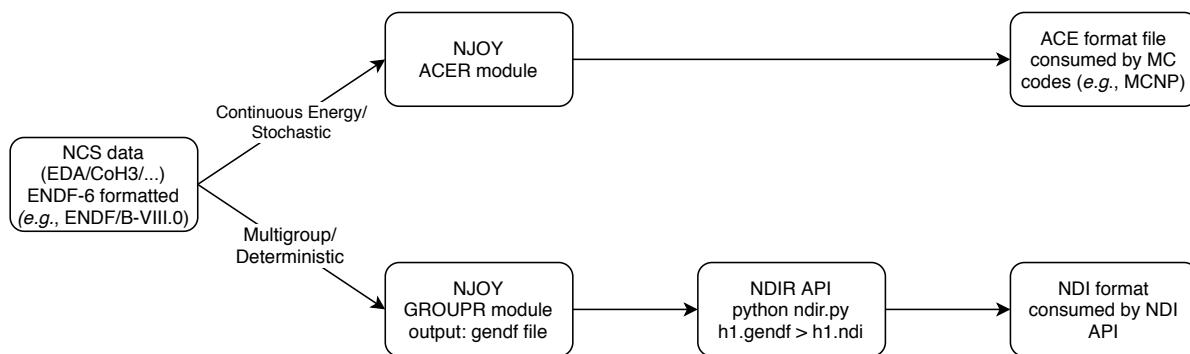 NJOY
ACER module
ACE format file
consumed by MC
codes (e.g., MCNP)
Continuous Energy/
Stochastic
NCS data
(EDA/CoH3/...)
ENDF-6 formatted
(e.g., ENDF/B-VIII.0)
Multigroup/
Deterministic
NJOY
GROUPR module
output: gendf file
NDIR API
python ndir.py
h1.gendf > h1.ndi
NDI format
consumed by NDI
API